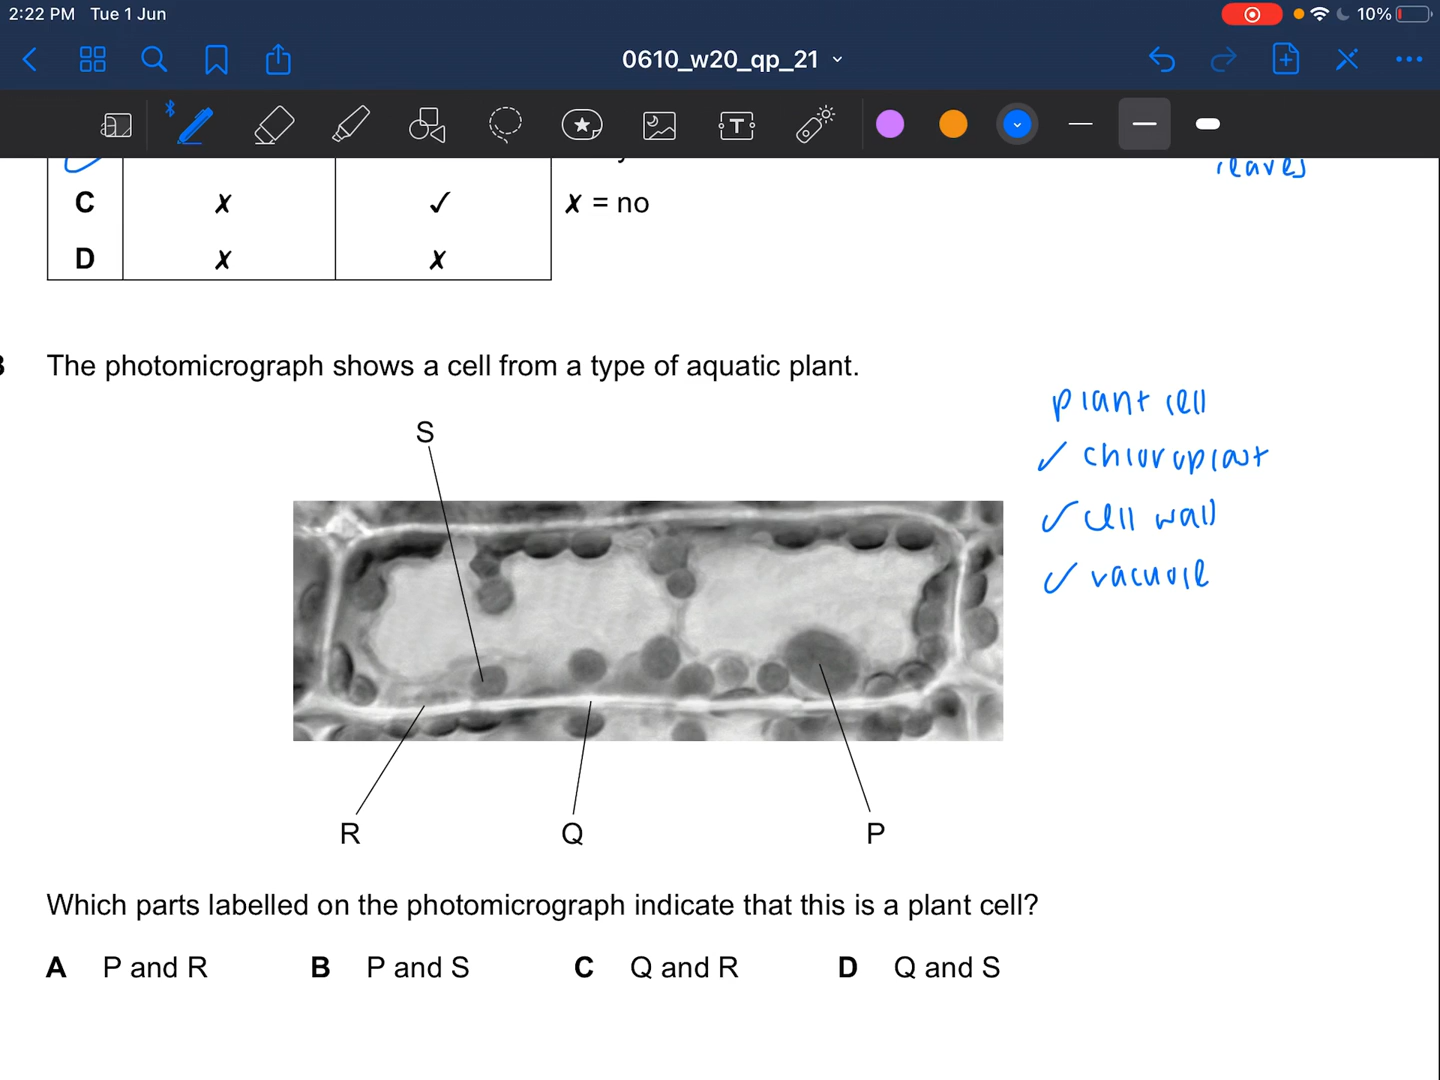 2:22 PM Tue 1 Jun 10%
0610_w20_qp_21
T
leaves
C ✗ ✓ ✗ = no
D ✗ ✗
The photomicrograph shows a cell from a type of aquatic plant.
plant cell
✓ chloroplast
✓ cell wall
✓ vacuole
S
R Q P
Which parts labelled on the photomicrograph indicate that this is a plant cell?
A P and R B P and S C Q and R D Q and S